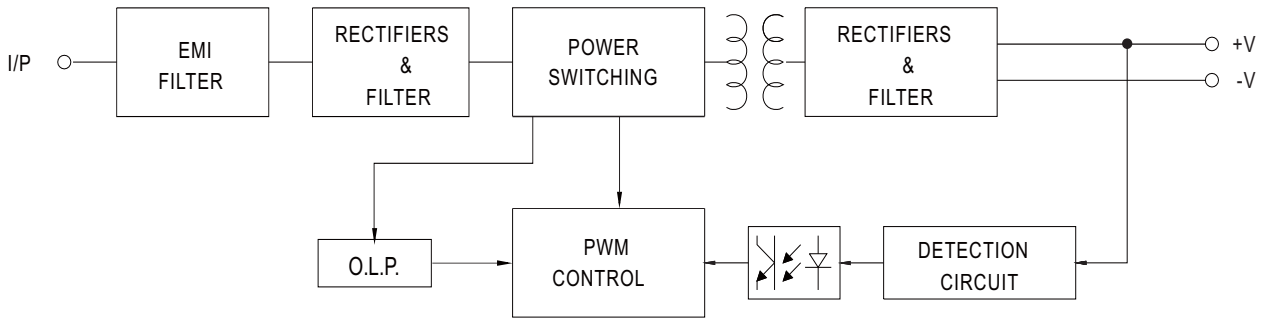 I/P
EMI
FILTER
RECTIFIERS
&
FILTER
POWER
SWITCHING
RECTIFIERS
&
FILTER
+V
-V
O.L.P.
PWM
CONTROL
DETECTION
CIRCUIT